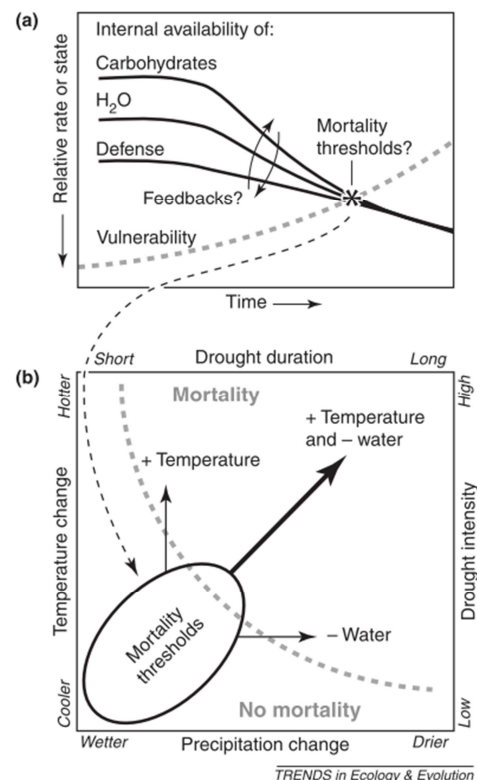 (a)
Internal availability of:
Carbohydrates
H₂O
Defense
Mortality
thresholds?
Feedbacks?
Vulnerability
Relative rate or state
Time
(b)
Short
Drought duration
Long
Hotter
Mortality
High
+ Temperature
and – water
+ Temperature
Temperature change
Drought intensity
Mortality
thresholds
– Water
No mortality
Cooler
Low
Wetter
Precipitation change
Drier
TRENDS in Ecology & Evolution